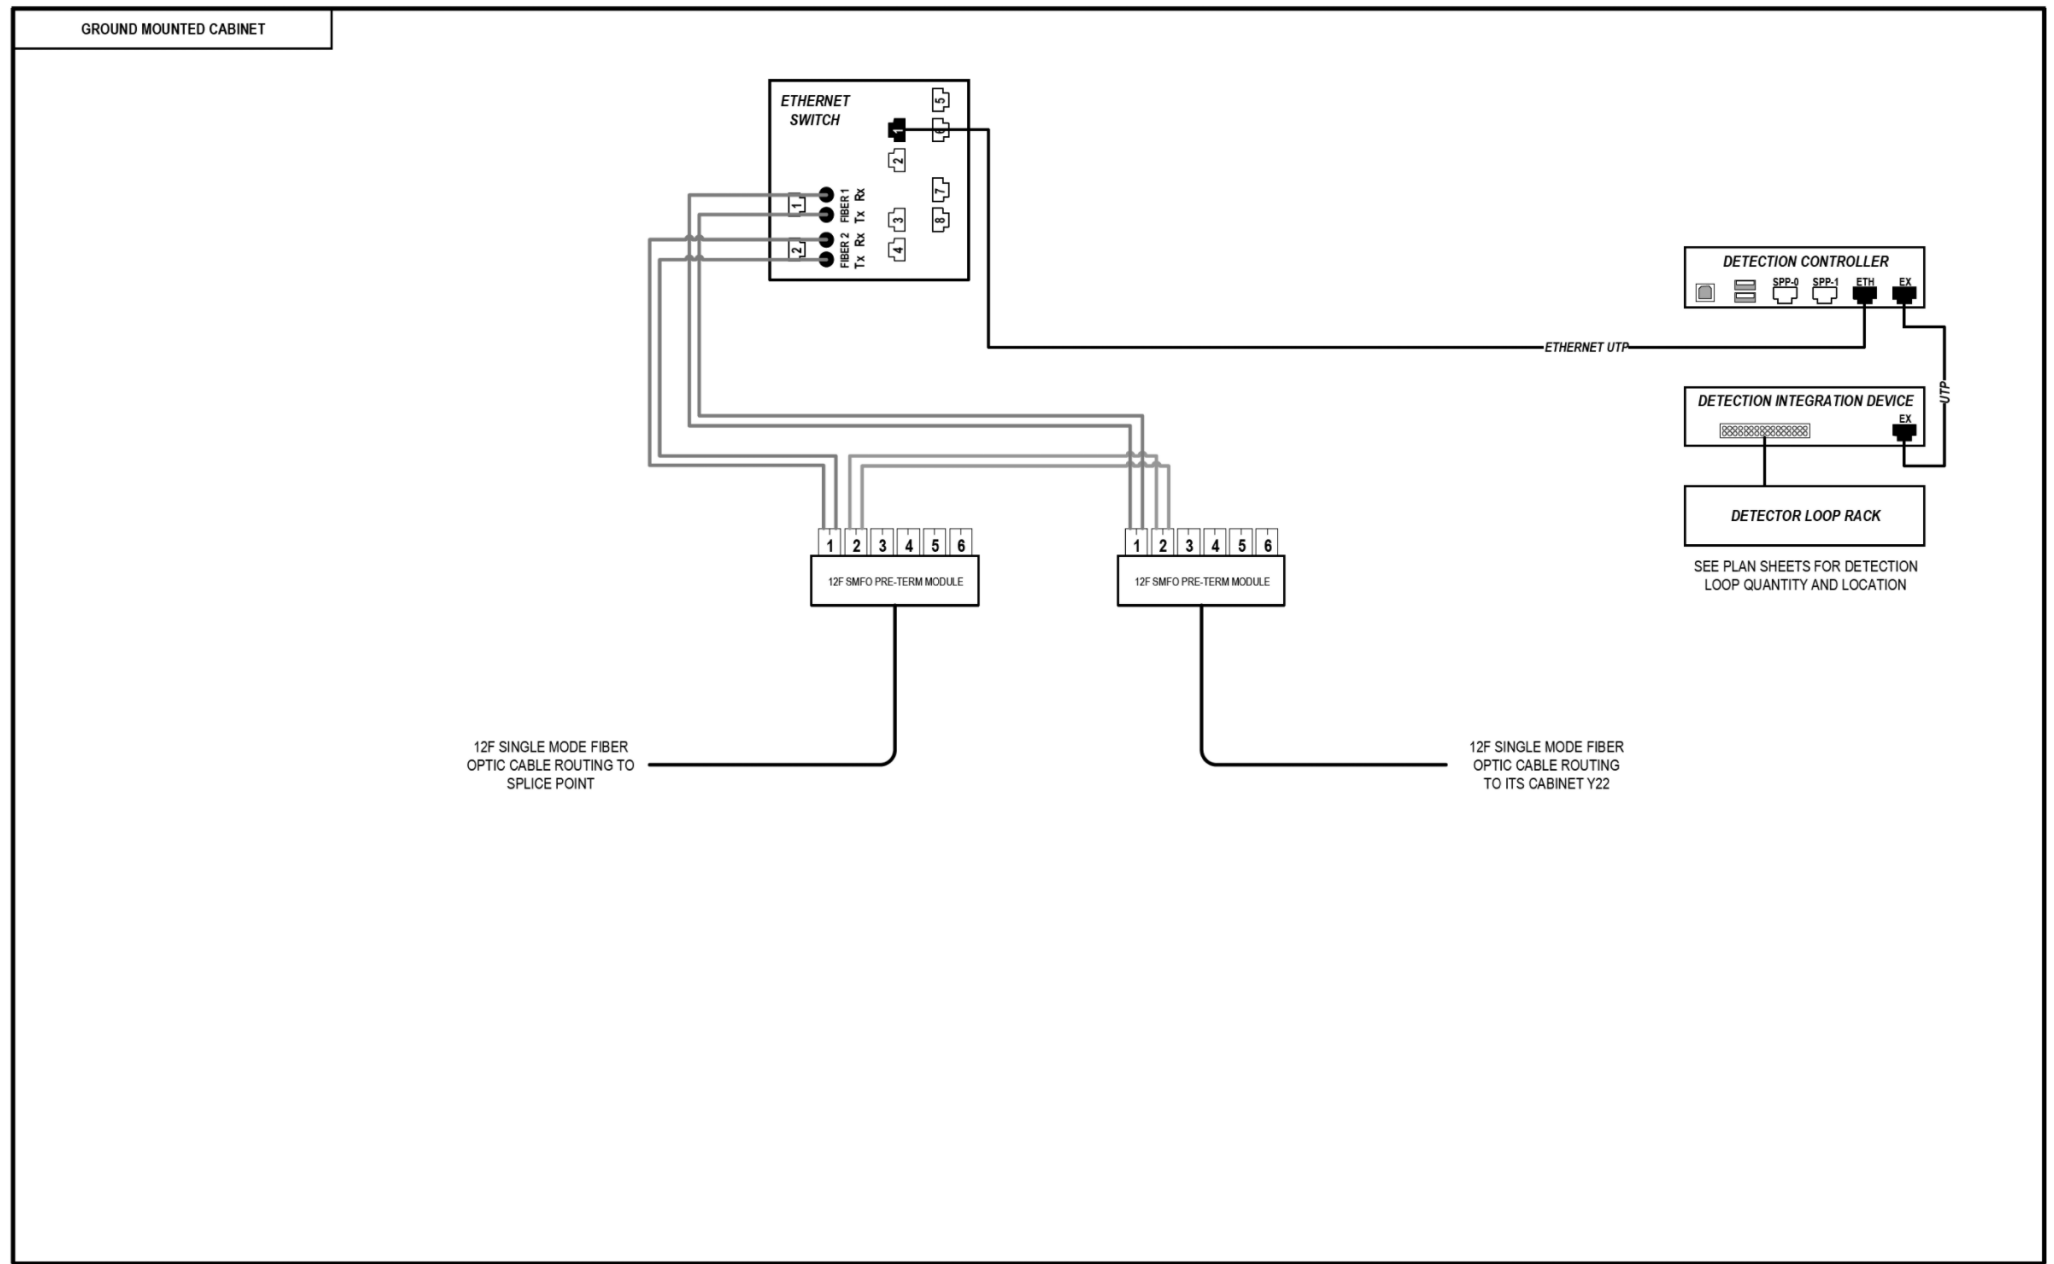 GROUND MOUNTED CABINET
ETHERNET
SWITCH
5
1
6
2
7
1
FIBER 1
Rx
Tx
3
8
2
FIBER 2
Rx
Tx
4
DETECTION CONTROLLER
SPP-0
SPP-1
ETH
EX
ETHERNET UTP
UTP
DETECTION INTEGRATION DEVICE
EX
DETECTOR LOOP RACK
SEE PLAN SHEETS FOR DETECTION
LOOP QUANTITY AND LOCATION
1 2 3 4 5 6
12F SMFO PRE-TERM MODULE
1 2 3 4 5 6
12F SMFO PRE-TERM MODULE
12F SINGLE MODE FIBER
OPTIC CABLE ROUTING TO
SPLICE POINT
12F SINGLE MODE FIBER
OPTIC CABLE ROUTING
TO ITS CABINET Y22